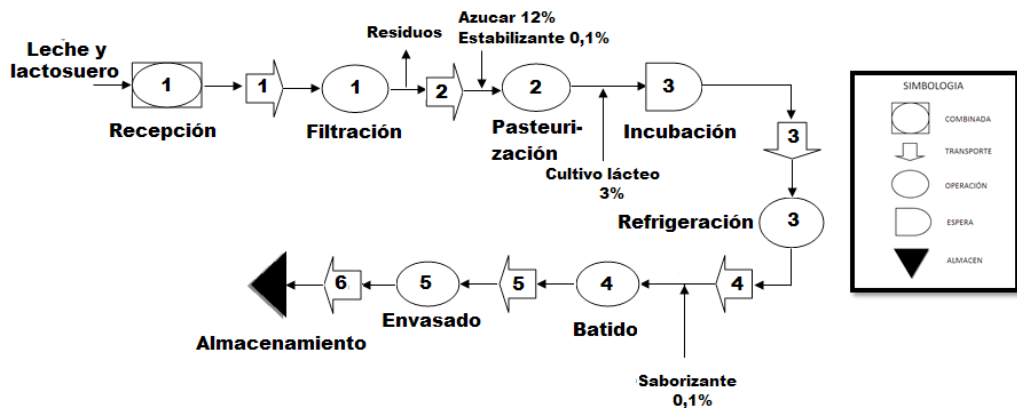 Leche y
lactosuero
1
Recepción
1
1
Filtración
Residuos
2
Azucar 12%
Estabilizante 0,1%
2
Pasteuri-
zación
Cultivo lácteo
3%
3
Incubación
3
Refrigeración
3
4
Saborizante
0,1%
4
Batido
5
5
Envasado
6
Almacenamiento
SIMBOLOGIA
COMBINADA
TRANSPORTE
OPERACIÓN
ESPERA
ALMACEN